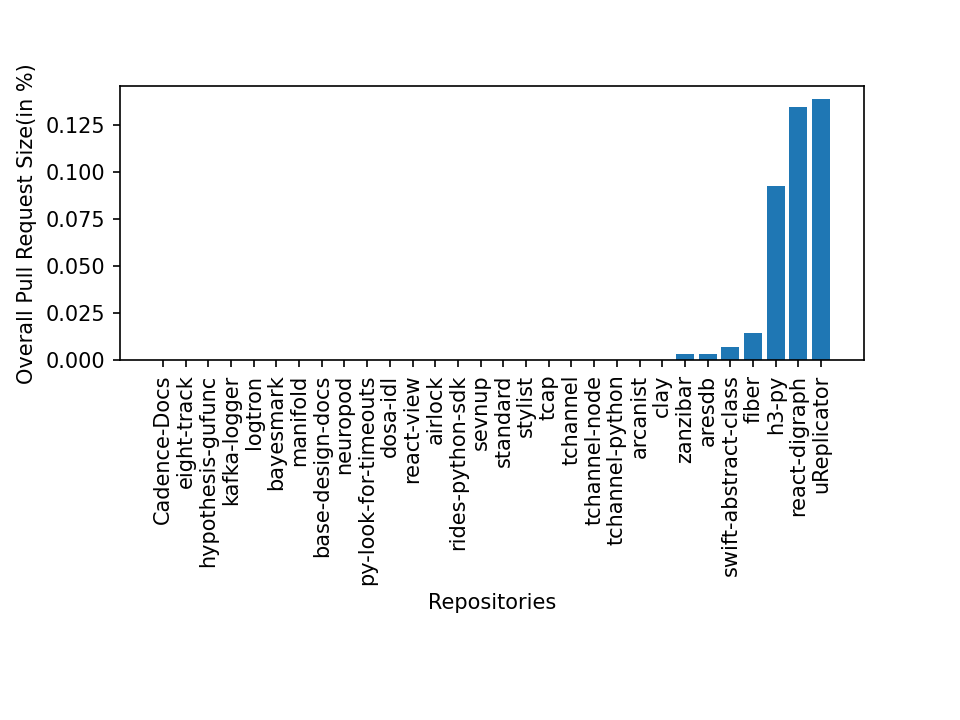 Overall Pull Request Size(in %)
0.125
0.100
0.075
0.050
0.025
0.000
Cadence-Docs
eight-track
hypothesis-gufunc
kafka-logger
logtron
bayesmark
manifold
base-design-docs
neuropod
py-look-for-timeouts
dosa-idl
react-view
airlock
rides-python-sdk
sevnup
standard
stylist
tcap
tchannel
tchannel-node
tchannel-python
arcanist
clay
zanzibar
aresdb
swift-abstract-class
fiber
h3-py
react-digraph
uReplicator
Repositories